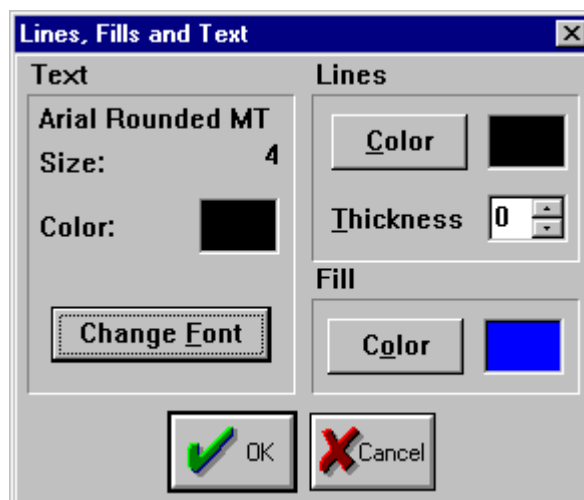 Lines, Fills and Text
Text
Arial Rounded MT
Size: 4
Color:
Change Font
Lines
Color
Thickness 0
Fill
Color
OK
Cancel